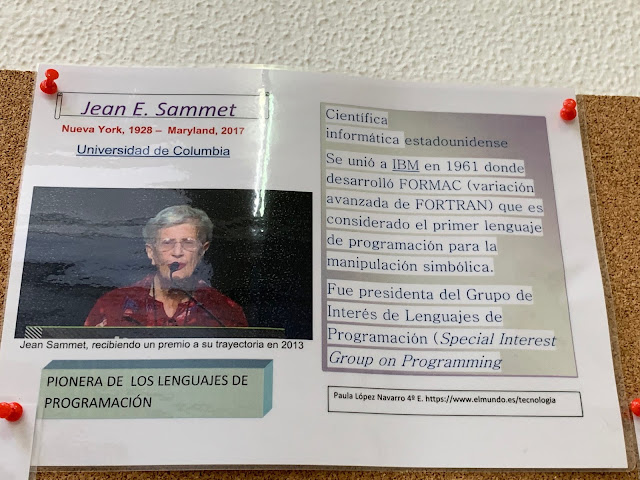 Jean E. Sammet
Nueva York, 1928 – Maryland, 2017
Universidad de Columbia
Jean Sammet, recibiendo un premio a su trayectoria en 2013
PIONERA DE LOS LENGUAJES DE
PROGRAMACIÓN
Científica
informática estadounidense
Se unió a IBM en 1961 donde
desarrolló FORMAC (variación
avanzada de FORTRAN) que es
considerado el primer lenguaje
de programación para la
manipulación simbólica.
Fue presidenta del Grupo de
Interés de Lenguajes de
Programación (Special Interest
Group on Programming
Paula López Navarro 4º E. https://www.elmundo.es/tecnologia